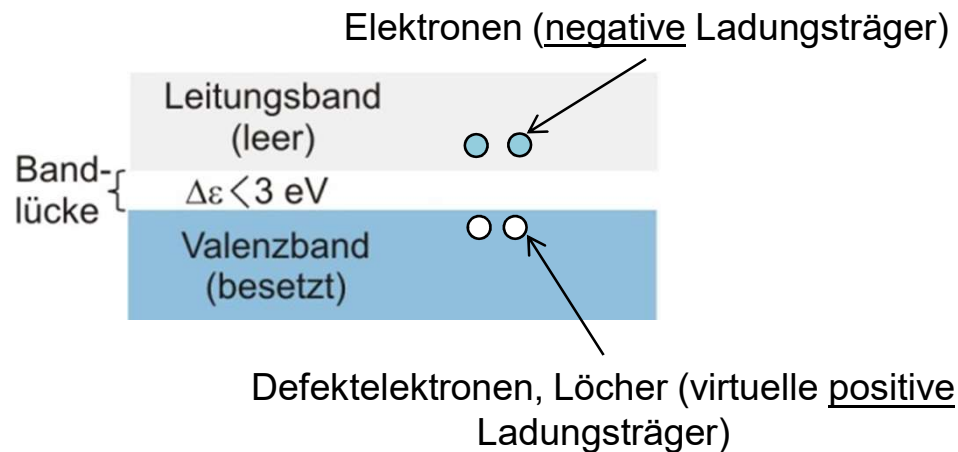 Elektronen (negative Ladungsträger)
Leitungsband
(leer)
Band-
lücke
Δε<3 eV
Valenzband
(besetzt)
Defektelektronen, Löcher (virtuelle positive
Ladungsträger)